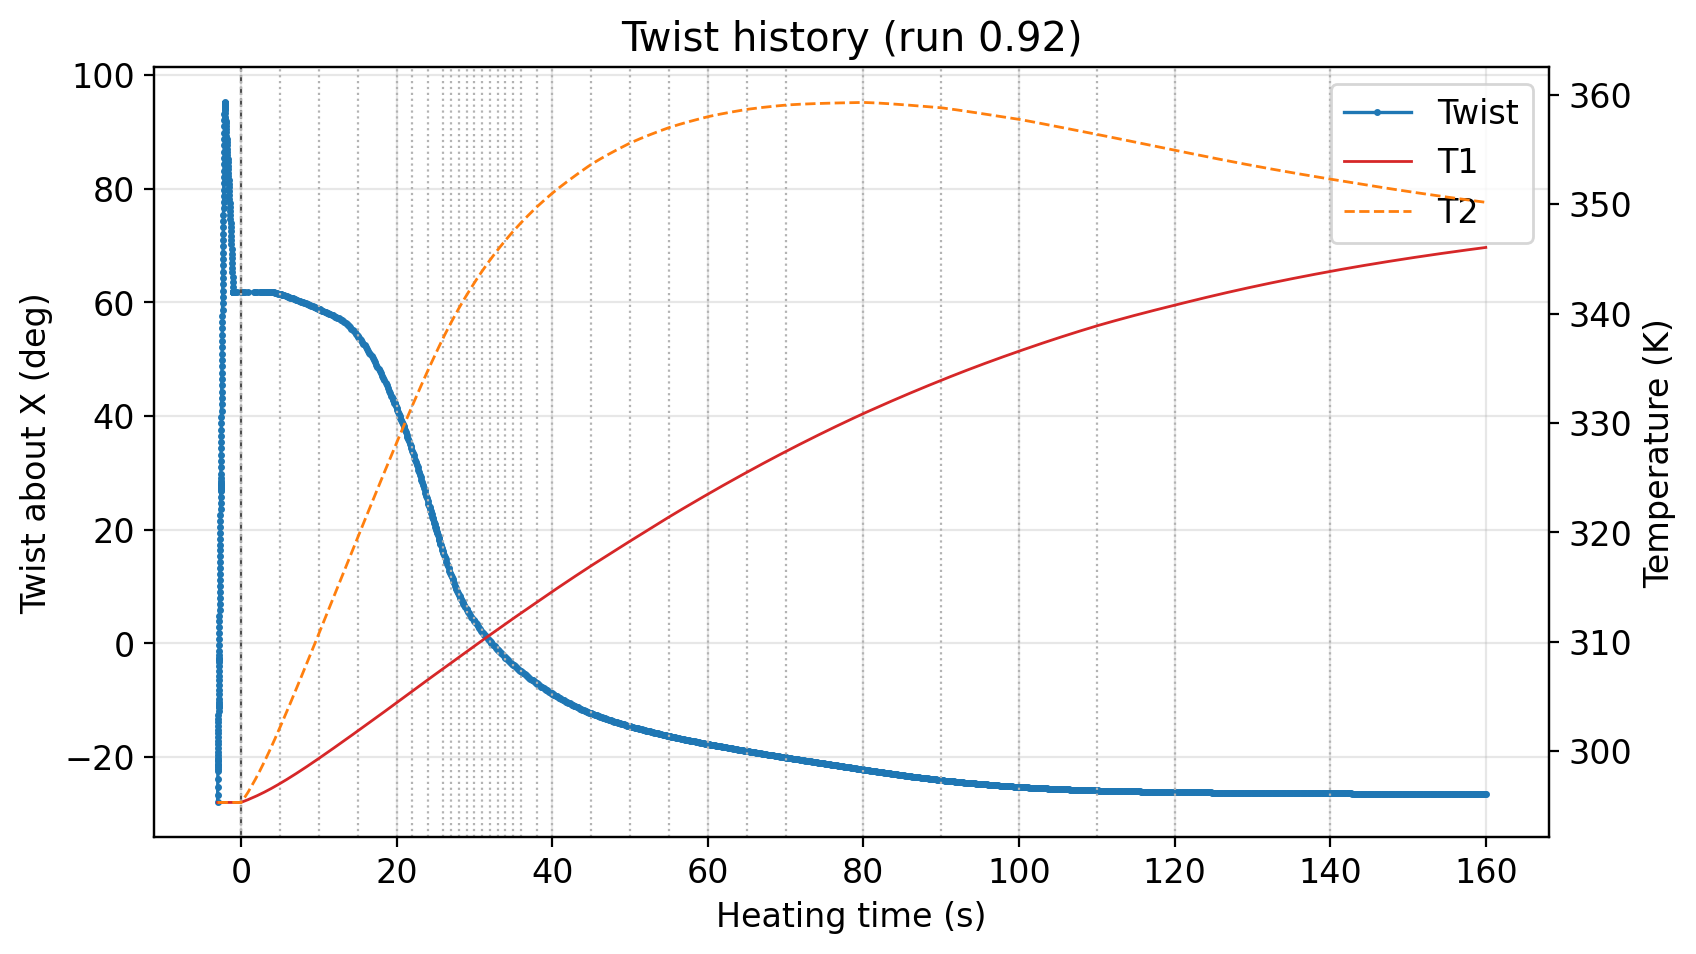 Twist history (run 0.92)
100
80
60
40
20
0
−20
Twist about X (deg)
360
350
340
330
320
310
300
Temperature (K)
Twist
T1
T2
0 20 40 60 80 100 120 140 160
Heating time (s)